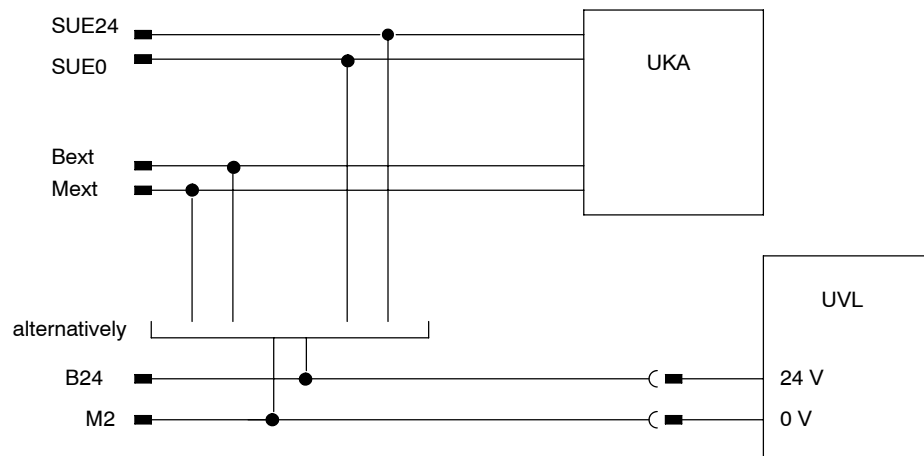 SUE24
SUE0
UKA
Bext
Mext
UVL
alternatively
B24
24 V
M2
0 V